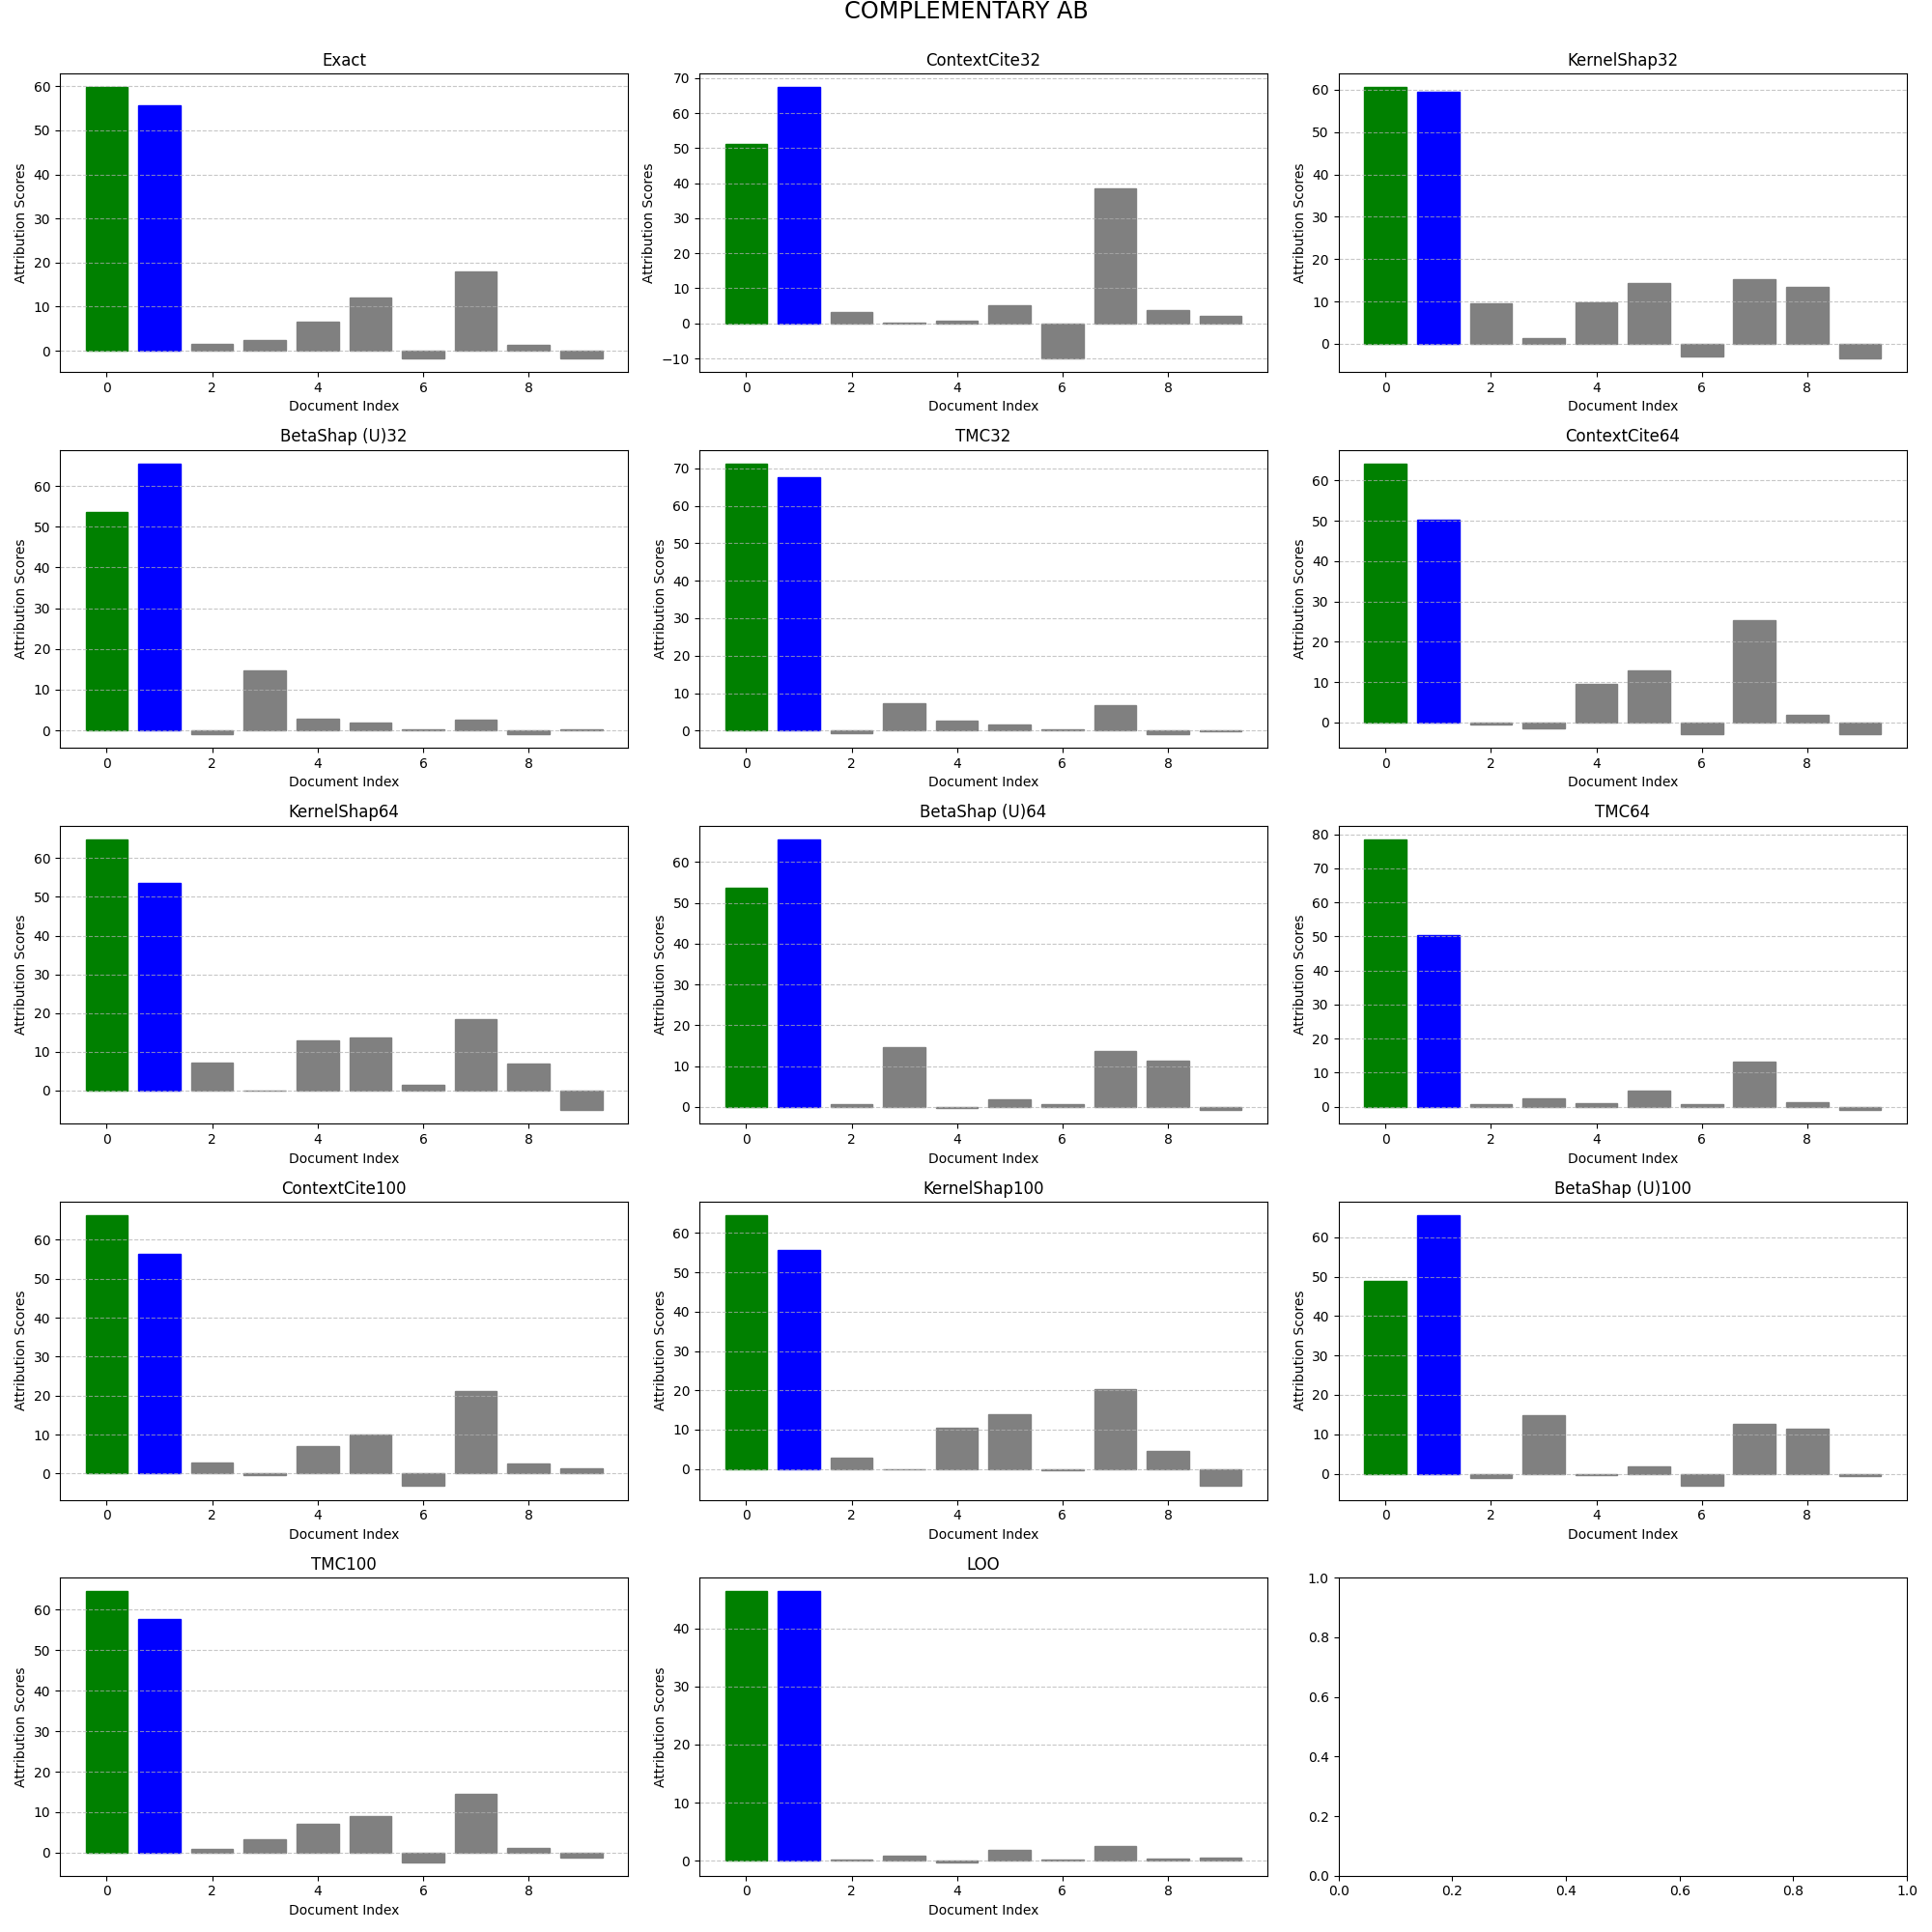 COMPLEMENTARY AB
Exact
Attribution Scores
60
50
40
30
20
10
0
0 2 4 6 8
Document Index
ContextCite32
Attribution Scores
70
60
50
40
30
20
10
0
−10
0 2 4 6 8
Document Index
KernelShap32
Attribution Scores
60
50
40
30
20
10
0
0 2 4 6 8
Document Index
BetaShap (U)32
Attribution Scores
60
50
40
30
20
10
0
0 2 4 6 8
Document Index
TMC32
Attribution Scores
70
60
50
40
30
20
10
0
0 2 4 6 8
Document Index
ContextCite64
Attribution Scores
60
50
40
30
20
10
0
0 2 4 6 8
Document Index
KernelShap64
Attribution Scores
60
50
40
30
20
10
0
0 2 4 6 8
Document Index
BetaShap (U)64
Attribution Scores
60
50
40
30
20
10
0
0 2 4 6 8
Document Index
TMC64
Attribution Scores
80
70
60
50
40
30
20
10
0
0 2 4 6 8
Document Index
ContextCite100
Attribution Scores
60
50
40
30
20
10
0
0 2 4 6 8
Document Index
KernelShap100
Attribution Scores
60
50
40
30
20
10
0
0 2 4 6 8
Document Index
BetaShap (U)100
Attribution Scores
60
50
40
30
20
10
0
0 2 4 6 8
Document Index
TMC100
Attribution Scores
60
50
40
30
20
10
0
0 2 4 6 8
Document Index
LOO
Attribution Scores
40
30
20
10
0
0 2 4 6 8
Document Index
1.0
0.8
0.6
0.4
0.2
0.0
0.0 0.2 0.4 0.6 0.8 1.0